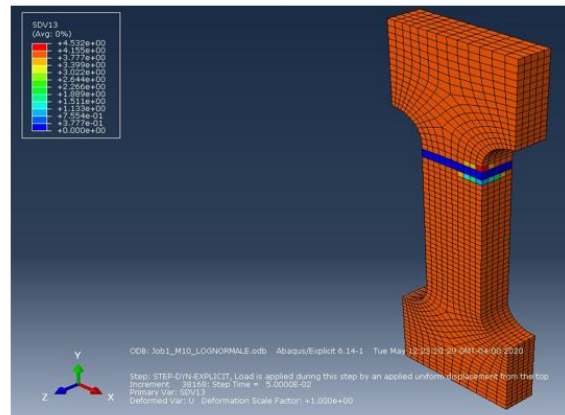 SDV13
(Avg: 0%)
+4.532e+00
+4.155e+00
+3.777e+00
+3.399e+00
+3.022e+00
+2.644e+00
+2.266e+00
+1.889e+00
+1.511e+00
+1.133e+00
+7.554e-01
+3.777e-01
+0.000e+00
ODB: Job1_M10_LOGNORMALE.odb Abaqus/Explicit 6.14-1 Tue May 12 23:10:29 GMT-04:00 2020
Step: STEP-DYN-EXPLICIT, Load is applied during this step by an applied uniform displacement from the top
Increment 38168: Step Time = 5.0000E-02
Primary Var: SDV13
Deformed Var: U Deformation Scale Factor: +1.000e+00
Y
Z
X